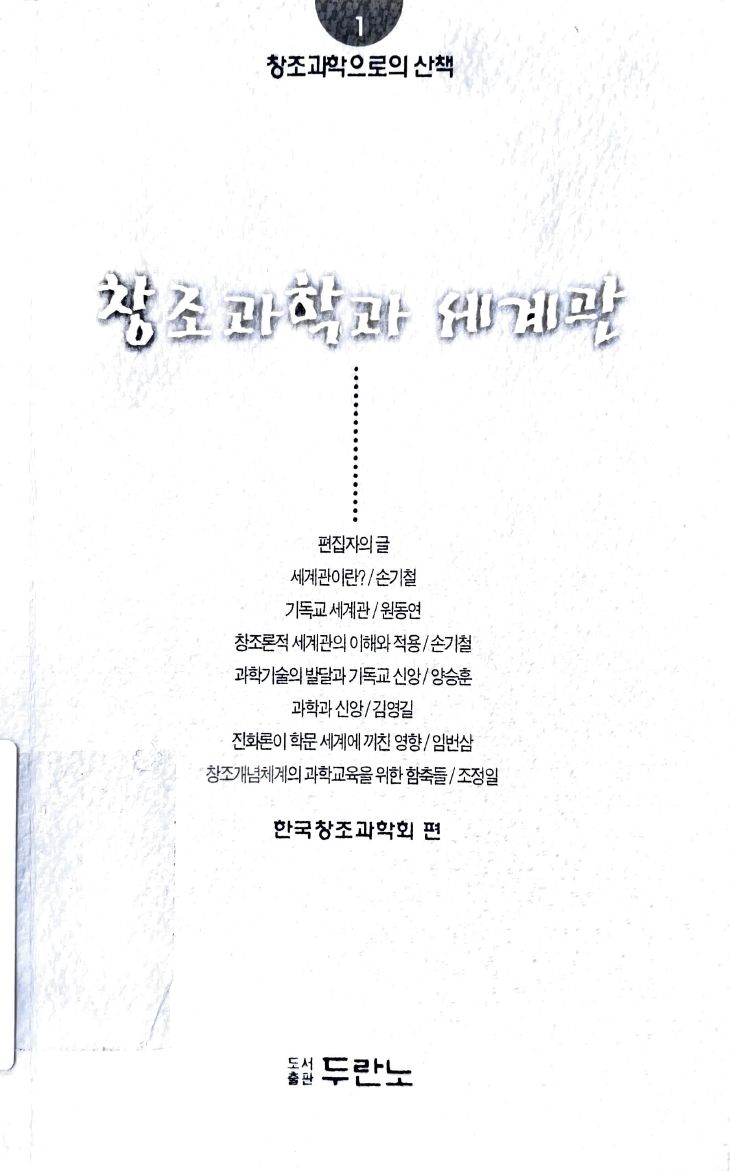 1
창조과학으로의 산책
창조과학과 세계관
편집자의 글
세계관이란? / 손기철
기독교 세계관 / 원동연
창조론적 세계관의 이해와 적용 / 손기철
과학기술의 발달과 기독교 신앙 / 양승훈
과학과 신앙 / 김영길
진화론이 학문 세계에 끼친 영향 / 임번삼
창조개념체계의 과학교육을 위한 함축들 / 조정일
한국창조과학회 편
도서출판 두란노